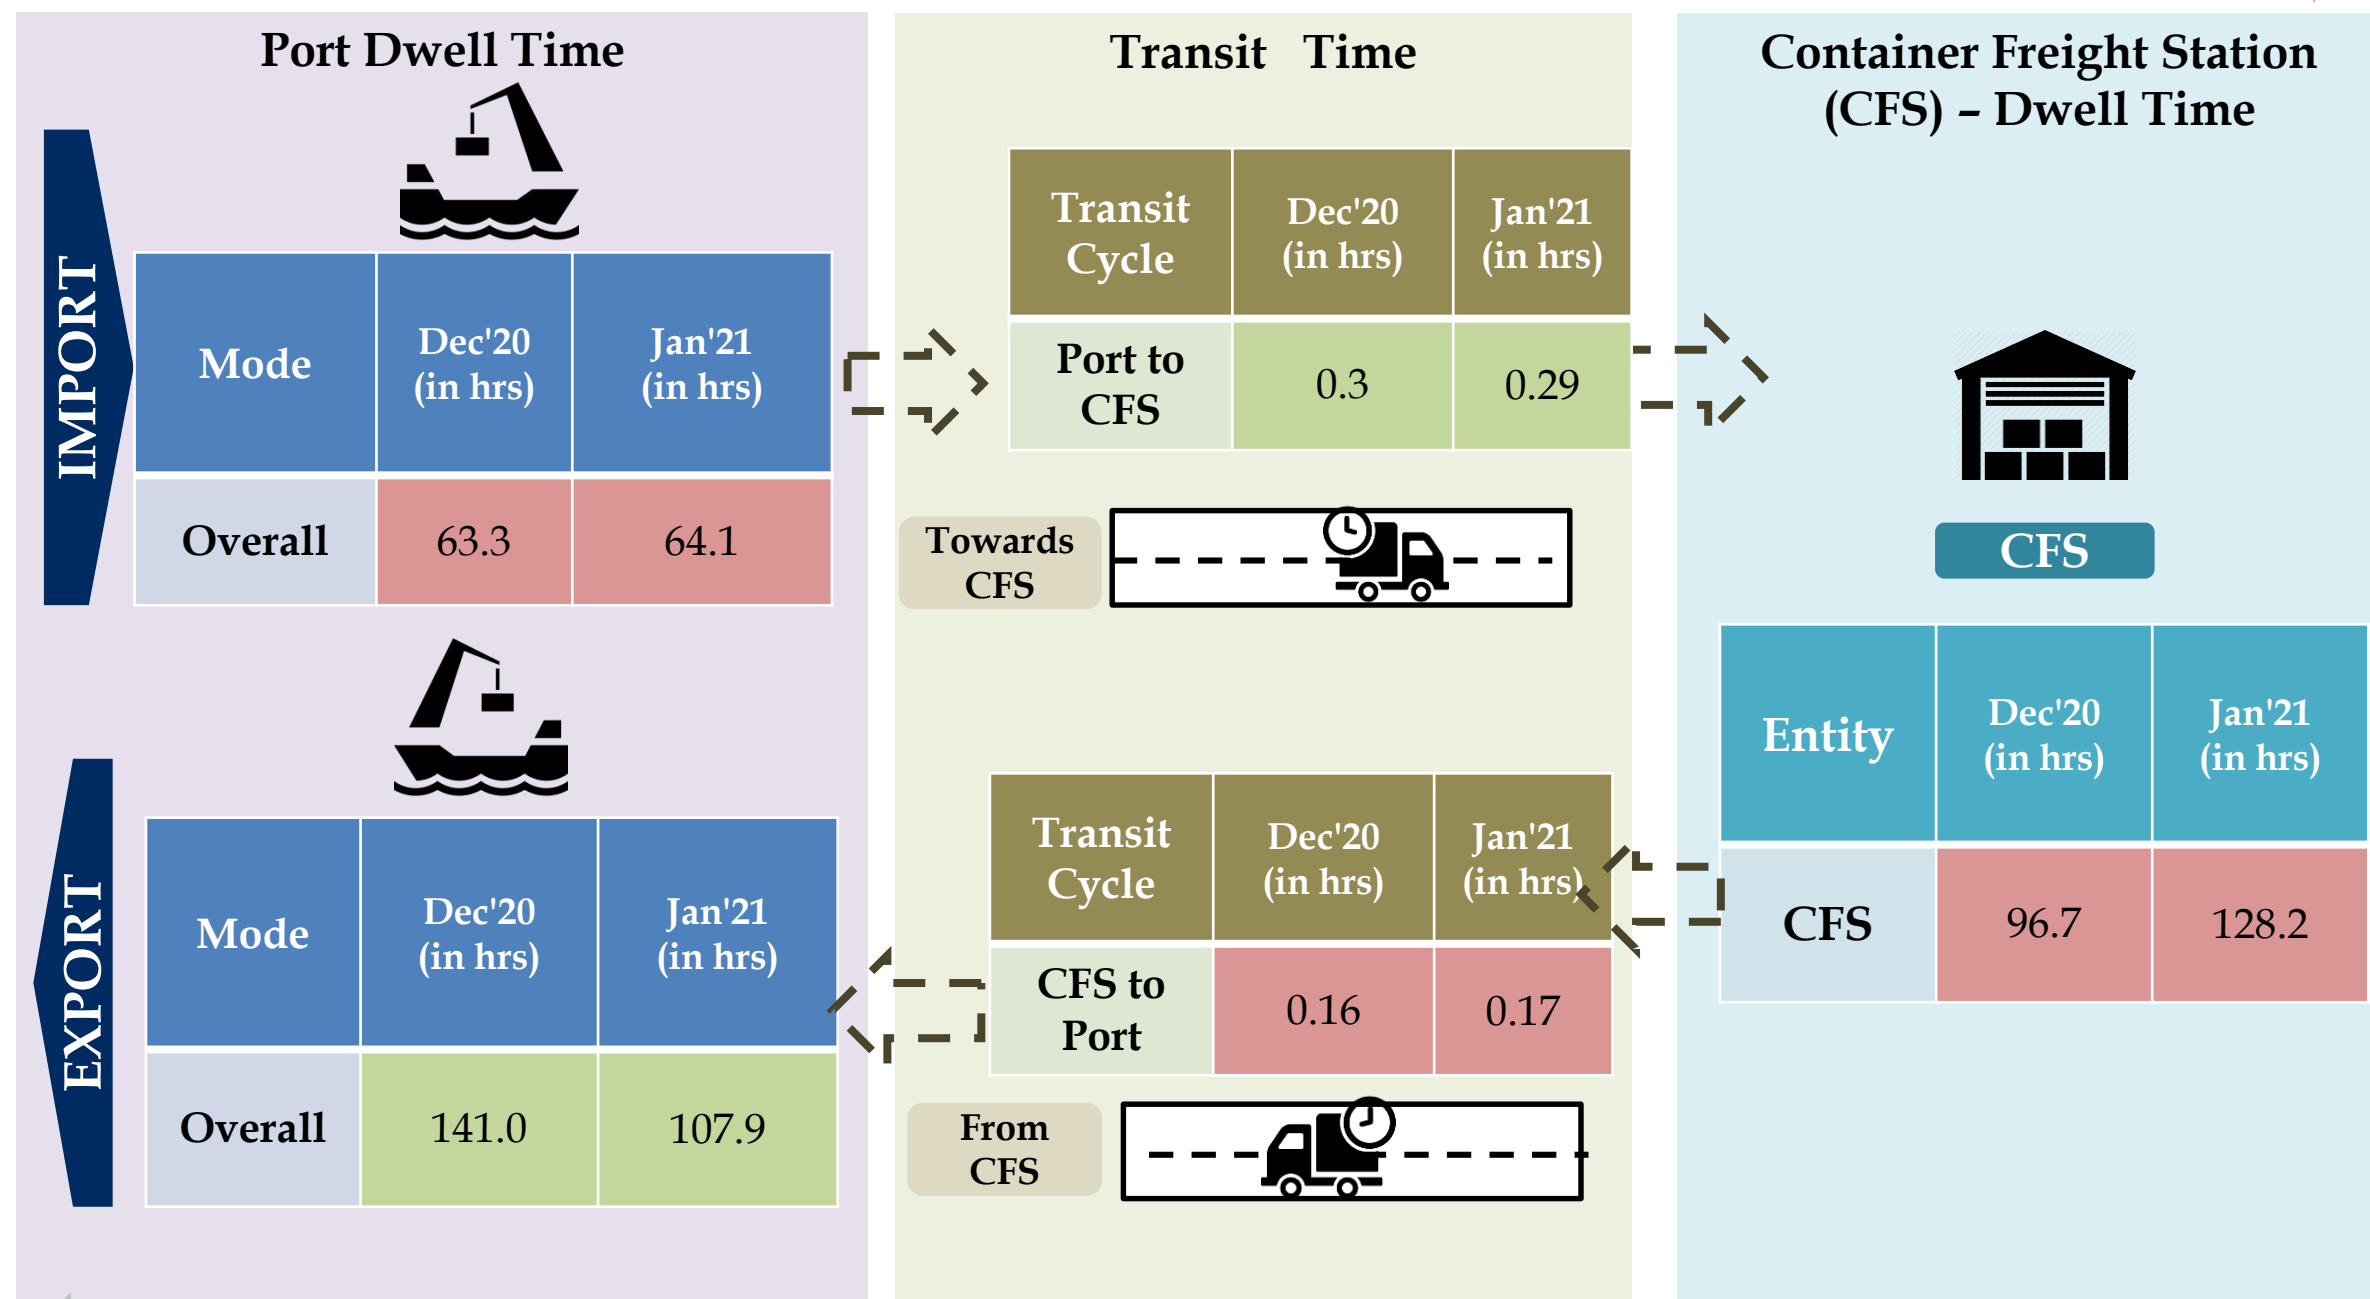 Port Dwell Time
IMPORT
Mode
Dec'20
(in hrs)
Jan'21
(in hrs)
Overall
63.3
64.1
EXPORT
Mode
Dec'20
(in hrs)
Jan'21
(in hrs)
Overall
141.0
107.9
Transit Time
Transit
Cycle
Dec'20
(in hrs)
Jan'21
(in hrs)
Port to
CFS
0.3
0.29
Towards
CFS
Transit
Cycle
Dec'20
(in hrs)
Jan'21
(in hrs)
CFS to
Port
0.16
0.17
From
CFS
Container Freight Station
(CFS) – Dwell Time
CFS
Entity
Dec'20
(in hrs)
Jan'21
(in hrs)
CFS
96.7
128.2